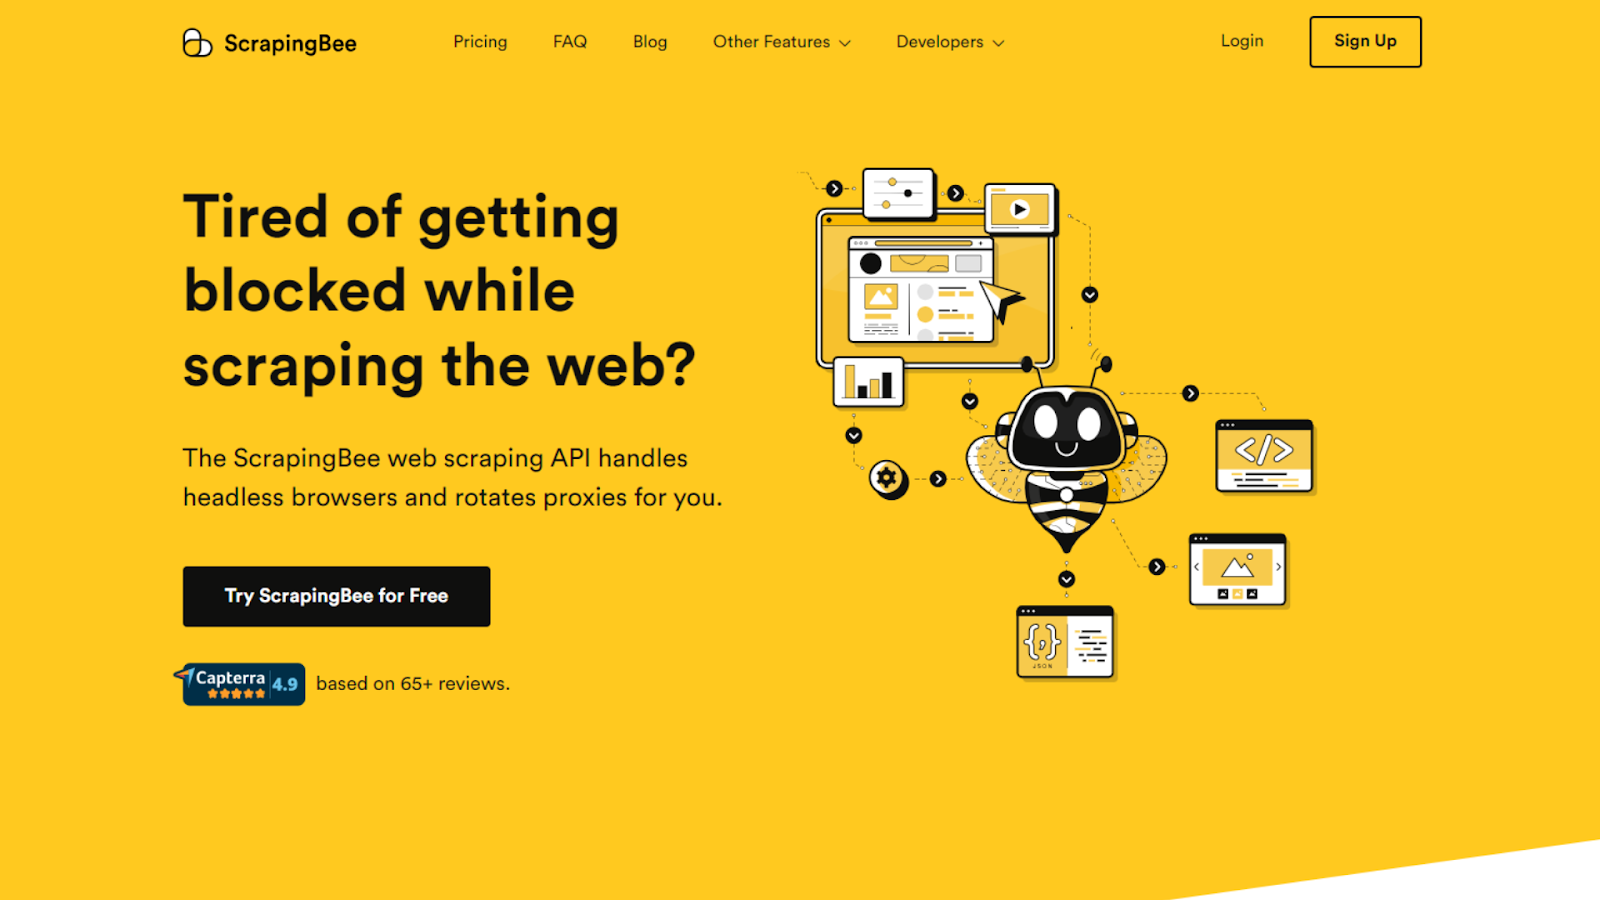 ScrapingBee
Pricing
FAQ
Blog
Other Features
Developers
Login
Sign Up
Tired of getting
blocked while
scraping the web?
The ScrapingBee web scraping API handles
headless browsers and rotates proxies for you.
Try ScrapingBee for Free
Capterra 4.9
based on 65+ reviews.
</>
{,}
JSON